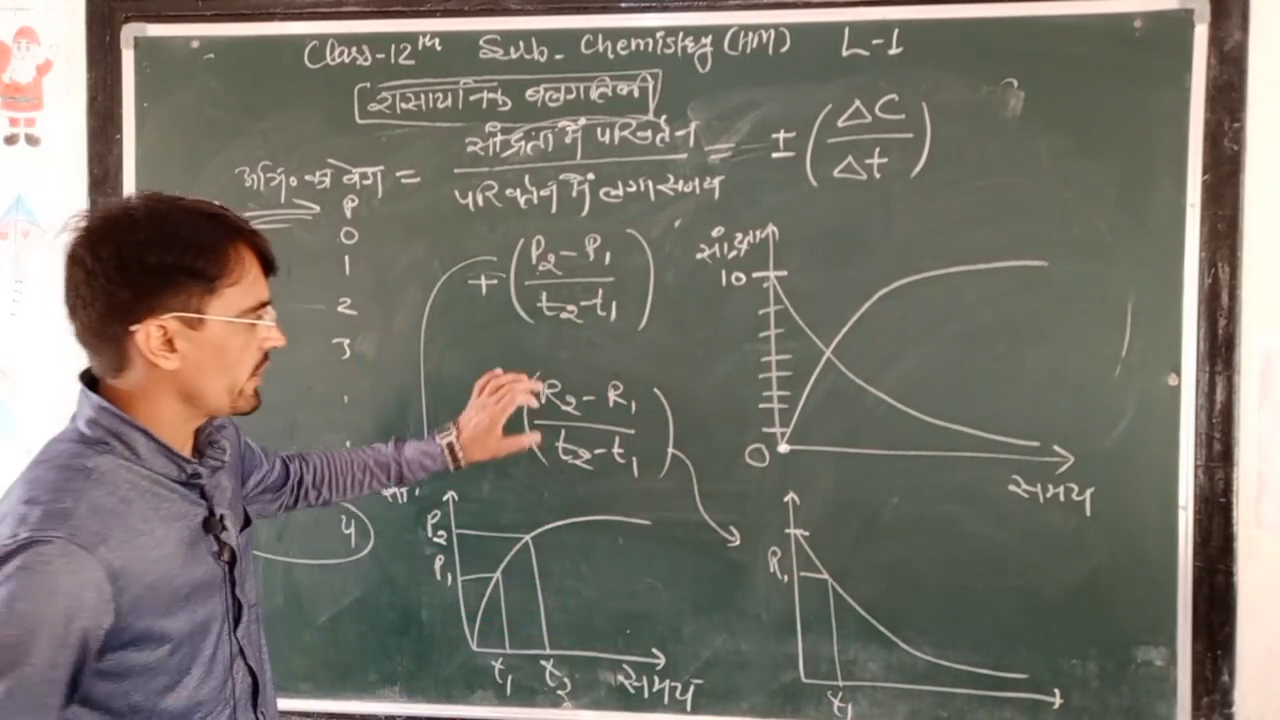 Class-12th Sub- Chemistry (HM) L-1
रासायनिक बलगतिकी
अभि० का वेग = सांद्रता में परिवर्तन / परिवर्तन में लगा समय = ± (ΔC / Δt)
P
0
1
2
3
4
+ (P2 - P1 / t2 - t1)
(R2 - R1 / t2 - t1)
सांद्रता
10
0
समय
सां.
P2
P1
t1 t2 समय
R1
t1